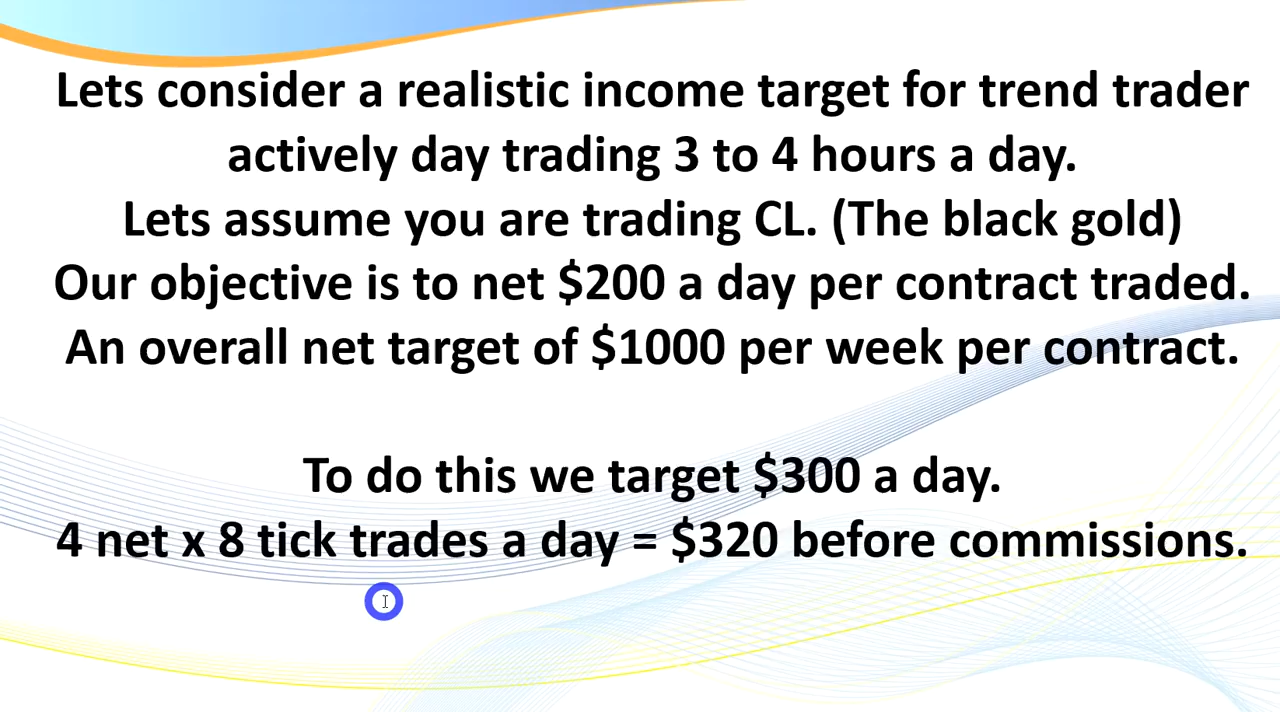 Lets consider a realistic income target for trend trader
actively day trading 3 to 4 hours a day.
Lets assume you are trading CL. (The black gold)
Our objective is to net $200 a day per contract traded.
An overall net target of $1000 per week per contract.
To do this we target $300 a day.
4 net x 8 tick trades a day = $320 before commissions.